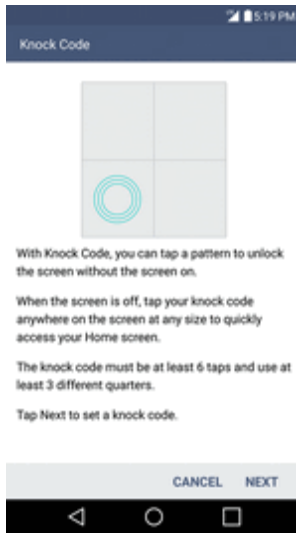 5:19 PM
Knock Code
With Knock Code, you can tap a pattern to unlock
the screen without the screen on.
When the screen is off, tap your knock code
anywhere on the screen at any size to quickly
access your Home screen.
The knock code must be at least 6 taps and use at
least 3 different quarters.
Tap Next to set a knock code.
CANCEL NEXT